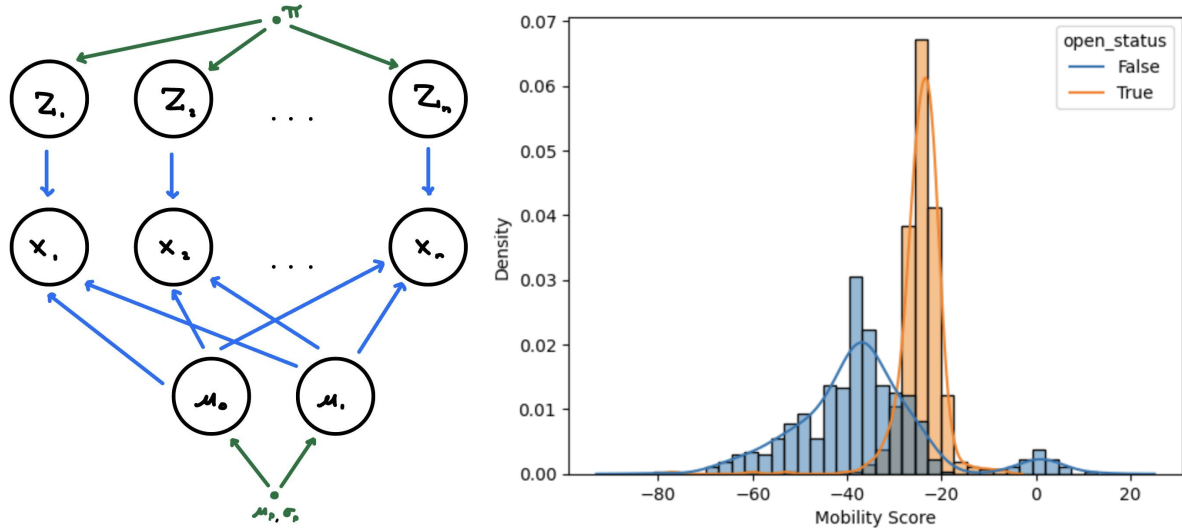 π
Z₁ Z₂ ... Zₙ
X₁ X₂ ... Xₙ
μ₀ μ₁
μₚ, σₚ
0.07
0.06
0.05
0.04
0.03
0.02
0.01
0.00
Density
open_status
False
True
−80 −60 −40 −20 0 20
Mobility Score